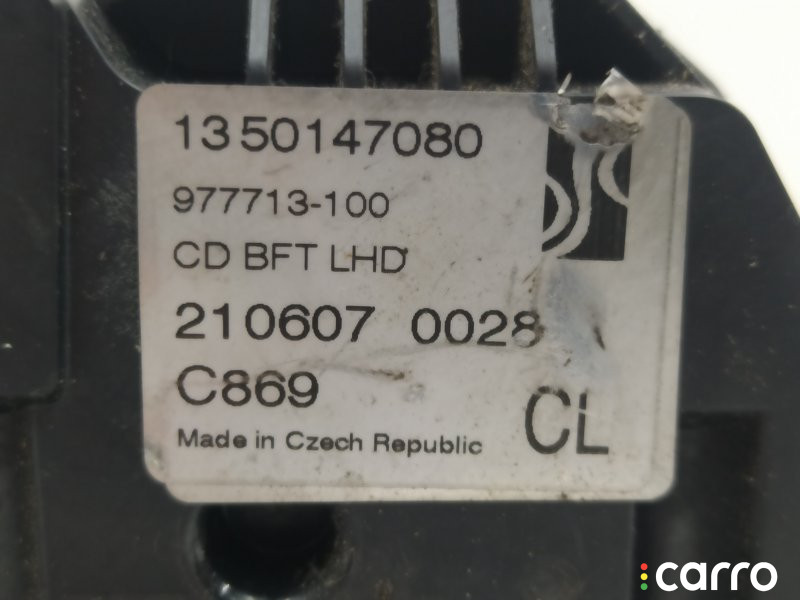 1350147080
977713-100
CD BFT LHD
210607 0028
C869
CL
Made in Czech Republic
carro